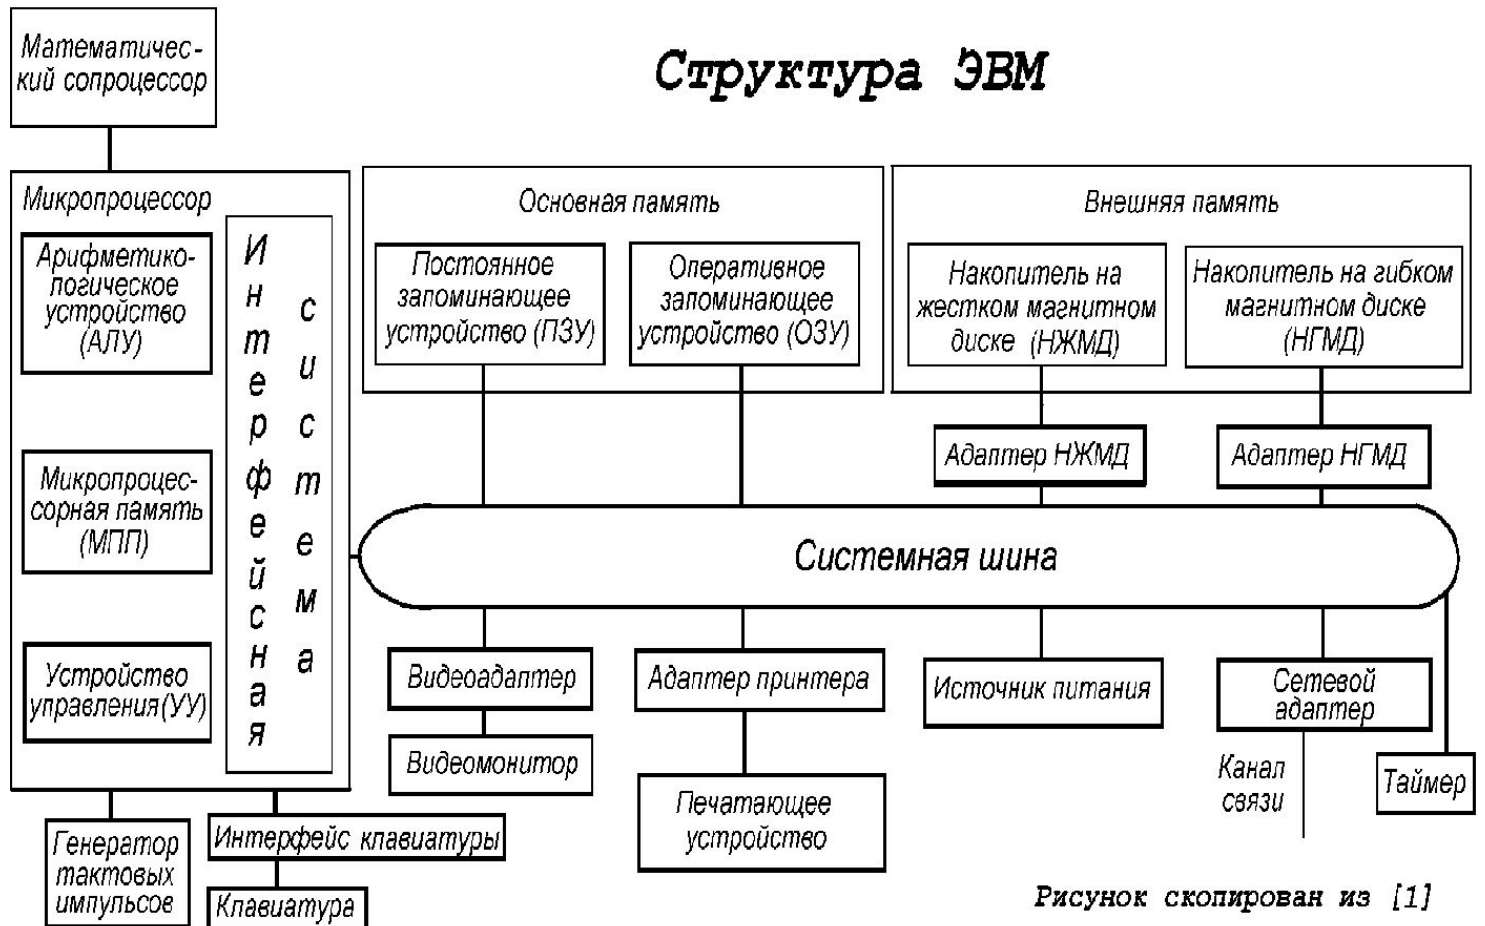 Структура ЭВМ
Математичес-
кий сопроцессор
Микропроцессор
Арифметико-
логическое
устройство
(АЛУ)
Микропроцес-
сорная память
(МПП)
Устройство
управления(УУ)
Интерфейсная
система
Основная память
Постоянное
запоминающее
устройство (ПЗУ)
Оперативное
запоминающее
устройство (ОЗУ)
Внешняя память
Накопитель на
жестком магнитном
диске (НЖМД)
Накопитель на гибком
магнитном диске
(НГМД)
Адаптер НЖМД
Адаптер НГМД
Системная шина
Видеоадаптер
Видеомонитор
Адаптер принтера
Печатающее
устройство
Источник питания
Сетевой
адаптер
Канал
связи
Таймер
Генератор
тактовых
импульсов
Интерфейс клавиатуры
Клавиатура
Рисунок скопирован из [1]